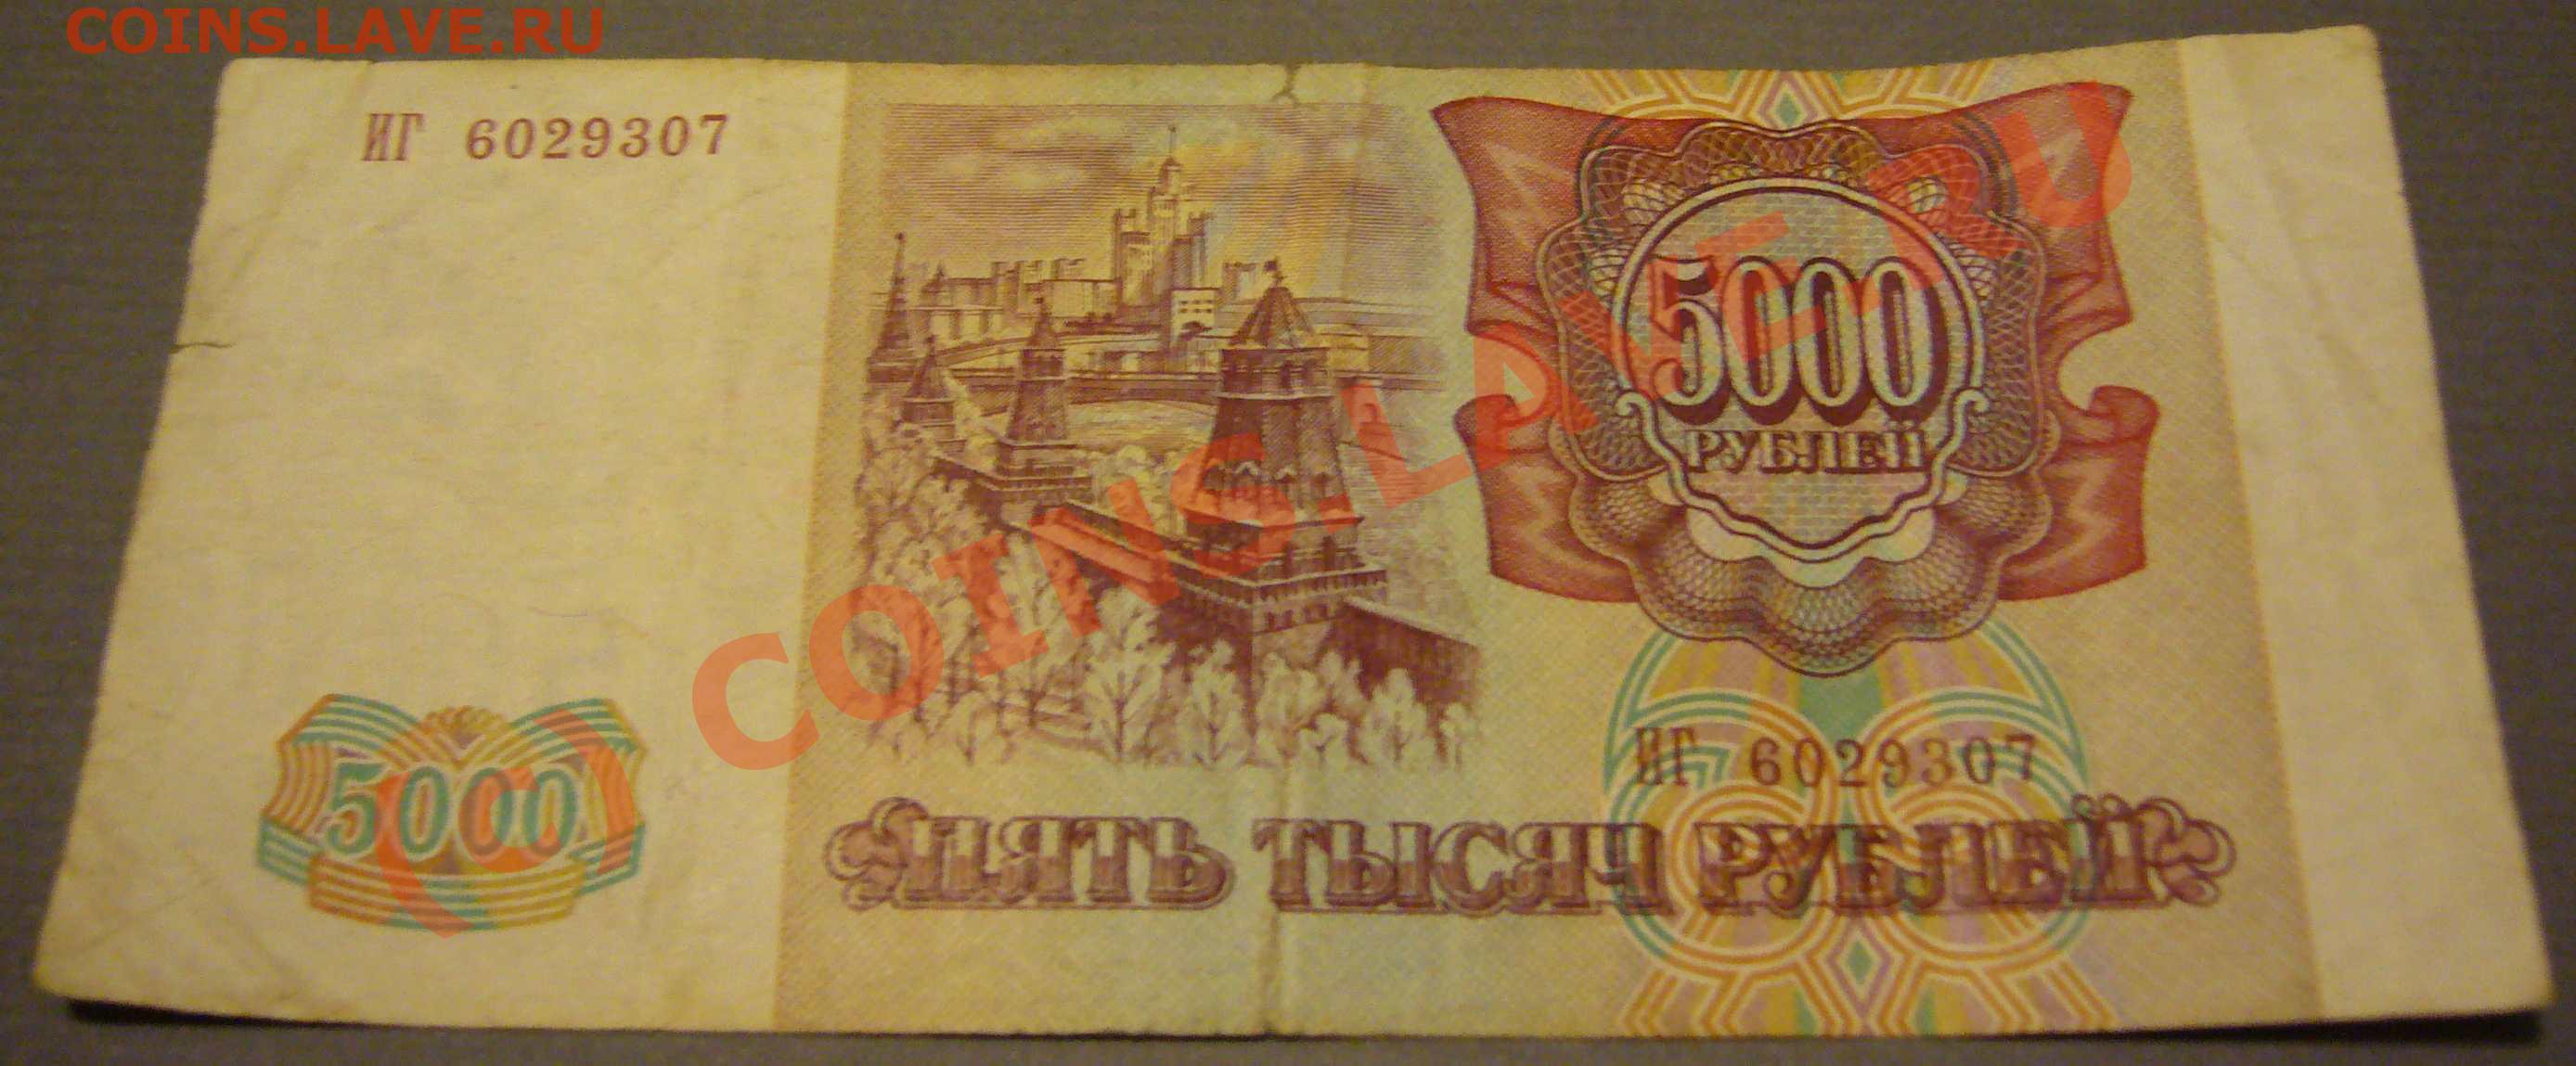 COINS.LAVE.RU
ИГ 6029307
5000
РУБЛЕЙ
ИГ 6029307
5000
ПЯТЬ ТЫСЯЧ РУБЛЕЙ
(C) COINS.LAVE.RU